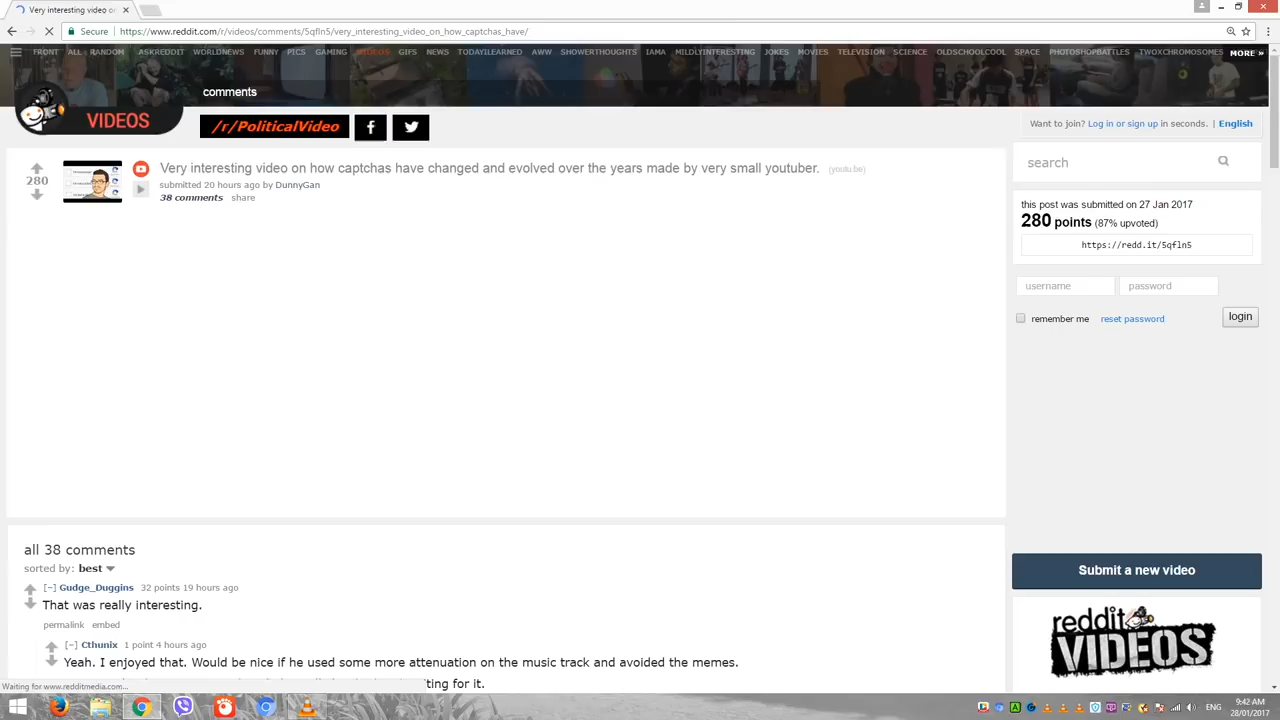 Very interesting video o
Secure
https://www.reddit.com/r/videos/comments/5qfln5/very_interesting_video_on_how_captchas_have/
FRONT ALL RANDOM ASKREDDIT WORLDNEWS FUNNY PICS GAMING VIDEOS GIFS NEWS TODAYILEARNED AWW SHOWERTHOUGHTS IAMA MILDLYINTERESTING JOKES MOVIES TELEVISION SCIENCE OLDSCHOOLCOOL SPACE PHOTOSHOPBATTLES TWOXCHROMOSOMES MORE »
comments
VIDEOS
/r/PoliticalVideo
Want to join? Log in or sign up in seconds. | English
280
Very interesting video on how captchas have changed and evolved over the years made by very small youtuber. (youtu.be)
submitted 20 hours ago by DunnyGan
38 comments share
search
this post was submitted on 27 Jan 2017
280 points (87% upvoted)
https://redd.it/5qfln5
username password
remember me reset password login
all 38 comments
sorted by: best
[–] Gudge_Duggins 32 points 19 hours ago
That was really interesting.
permalink embed
[–] Cthunix 1 point 4 hours ago
Yeah. I enjoyed that. Would be nice if he used some more attenuation on the music track and avoided the memes.
for it.
Submit a new video
reddit
VIDEOS
Waiting for www.redditmedia.com...
ENG
9:42 AM
28/01/2017